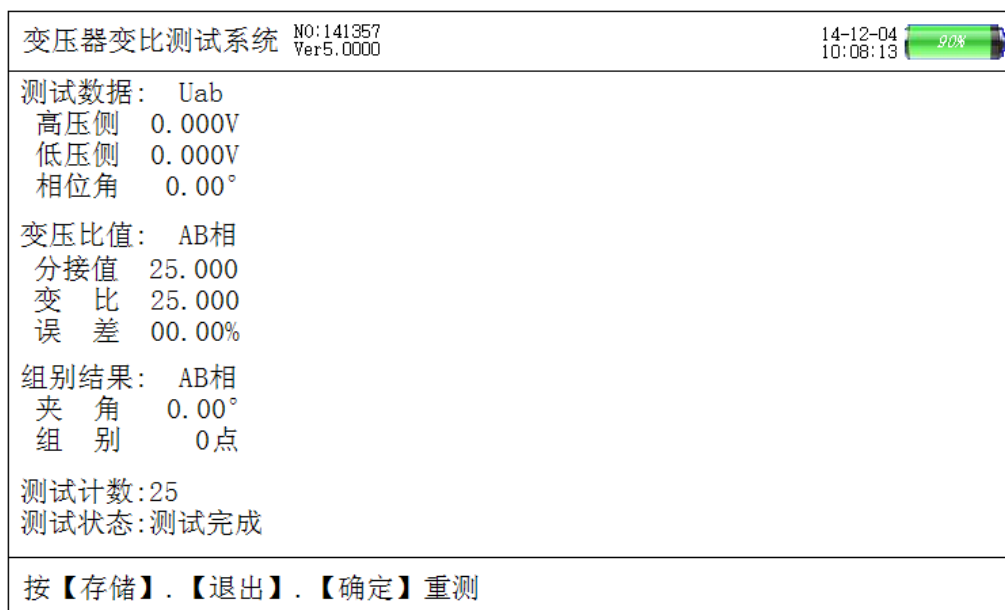 变压器变比测试系统 NO:141357
Ver5.0000
14-12-04
10:08:13
90%
测试数据: Uab
高压侧 0.000V
低压侧 0.000V
相位角 0.00°
变压比值: AB相
分接值 25.000
变 比 25.000
误 差 00.00%
组别结果: AB相
夹 角 0.00°
组 别 0点
测试计数:25
测试状态:测试完成
按【存储】.【退出】.【确定】重测